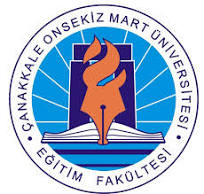 ÇANAKKALE ONSEKİZ MART ÜNİVERSİTESİ
EĞİTİM FAKÜLTESİ